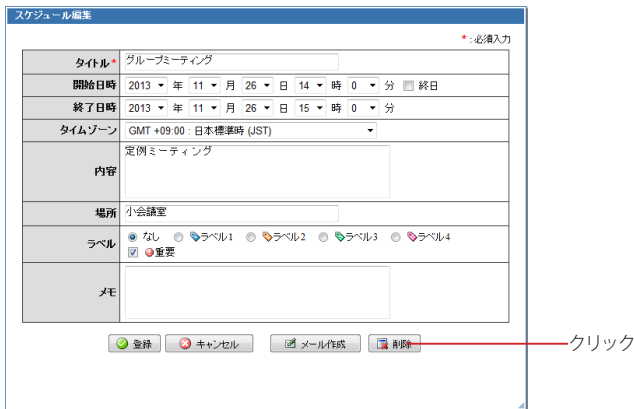 スケジュール編集
*：必須入力
タイトル* グループミーティング
開始日時 2013 年 11 月 26 日 14 時 0 分 終日
終了日時 2013 年 11 月 26 日 15 時 0 分
タイムゾーン GMT +09:00 : 日本標準時 (JST)
内容 定例ミーティング
場所 小会議室
ラベル なし ラベル1 ラベル2 ラベル3 ラベル4
重要
メモ
登録 キャンセル メール作成 削除 クリック